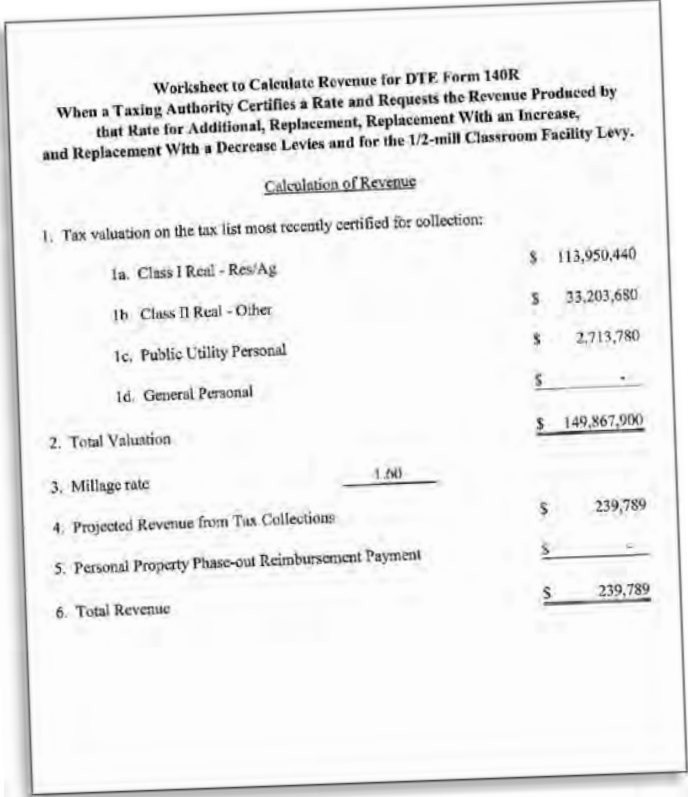 Worksheet to Calculate Revenue for DTE Form 140R
When a Taxing Authority Certifies a Rate and Requests the Revenue Produced by
that Rate for Additional, Replacement, Replacement With an Increase,
and Replacement With a Decrease Levies and for the 1/2-mill Classroom Facility Levy.
Calculation of Revenue
1. Tax valuation on the tax list most recently certified for collection:
1a. Class I Real - Res/Ag $ 113,950,440
1b Class II Real - Other $ 33,203,680
1c. Public Utility Personal $ 2,713,780
1d. General Personal $ -
2. Total Valuation $ 149,867,900
3. Millage rate 1.60
4. Projected Revenue from Tax Collections $ 239,789
5. Personal Property Phase-out Reimbursement Payment $ -
6. Total Revenue $ 239,789